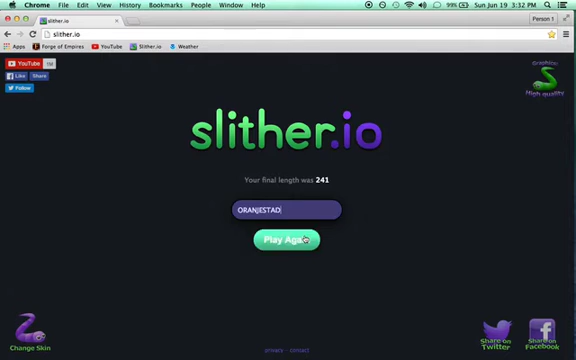 Chrome File Edit View History Bookmarks People Window Help 99% Sun Jun 19 3:32 PM
slither.io Person 1
slither.io
Apps Forge of Empires YouTube Slither.io Weather
YouTube
Like Share
Follow
Graphics:
High quality
slither.io
Your final length was 241
ORANJESTAD
Play Again
Change Skin
Share on
Twitter
Share on
Facebook
privacy - contact